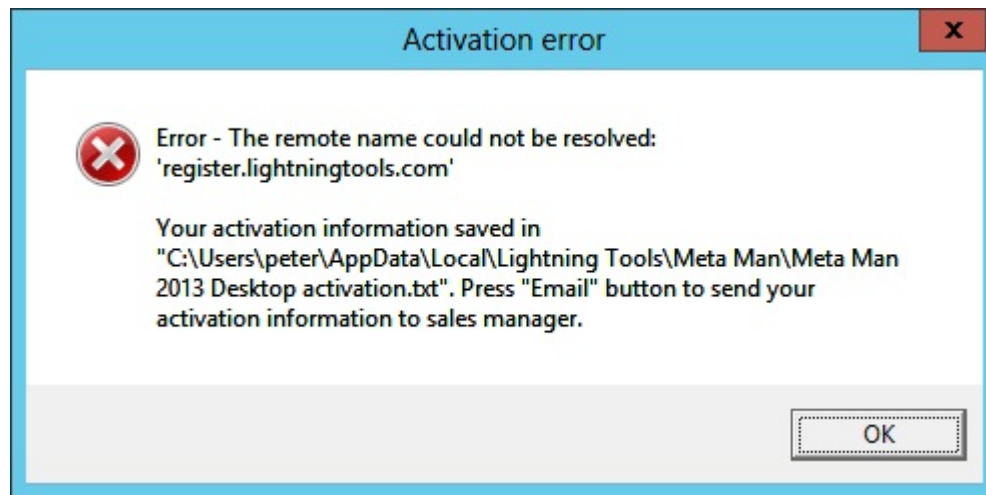 Activation error
x
Error - The remote name could not be resolved:
'register.lightningtools.com'
Your activation information saved in
"C:\Users\peter\AppData\Local\Lightning Tools\Meta Man\Meta Man
2013 Desktop activation.txt". Press "Email" button to send your
activation information to sales manager.
OK